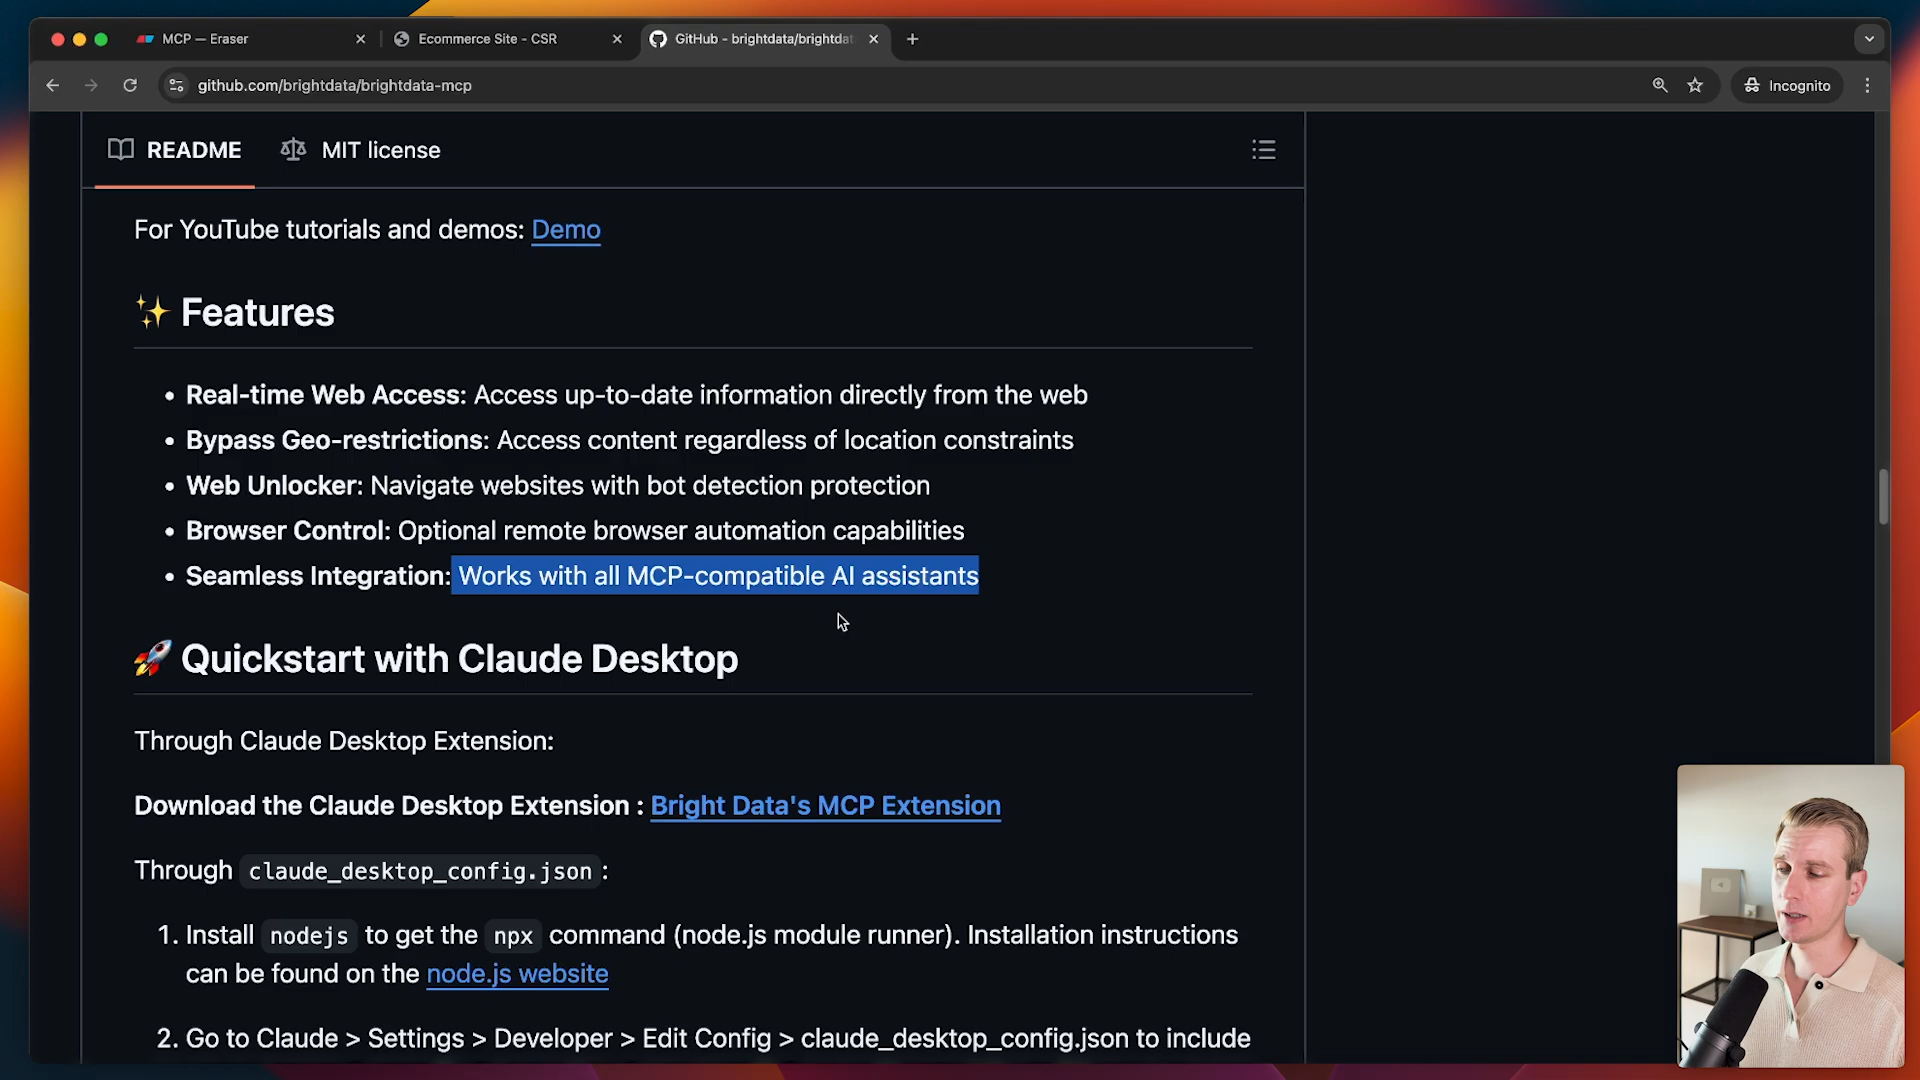 MCP — Eraser
Ecommerce Site - CSR
GitHub - brightdata/brightdat
github.com/brightdata/brightdata-mcp
Incognito
README
MIT license
For YouTube tutorials and demos: Demo
✨ Features
• Real-time Web Access: Access up-to-date information directly from the web
• Bypass Geo-restrictions: Access content regardless of location constraints
• Web Unlocker: Navigate websites with bot detection protection
• Browser Control: Optional remote browser automation capabilities
• Seamless Integration: Works with all MCP-compatible AI assistants
🚀 Quickstart with Claude Desktop
Through Claude Desktop Extension:
Download the Claude Desktop Extension : Bright Data's MCP Extension
Through claude_desktop_config.json :
1. Install nodejs to get the npx command (node.js module runner). Installation instructions
can be found on the node.js website
2. Go to Claude > Settings > Developer > Edit Config > claude_desktop_config.json to include